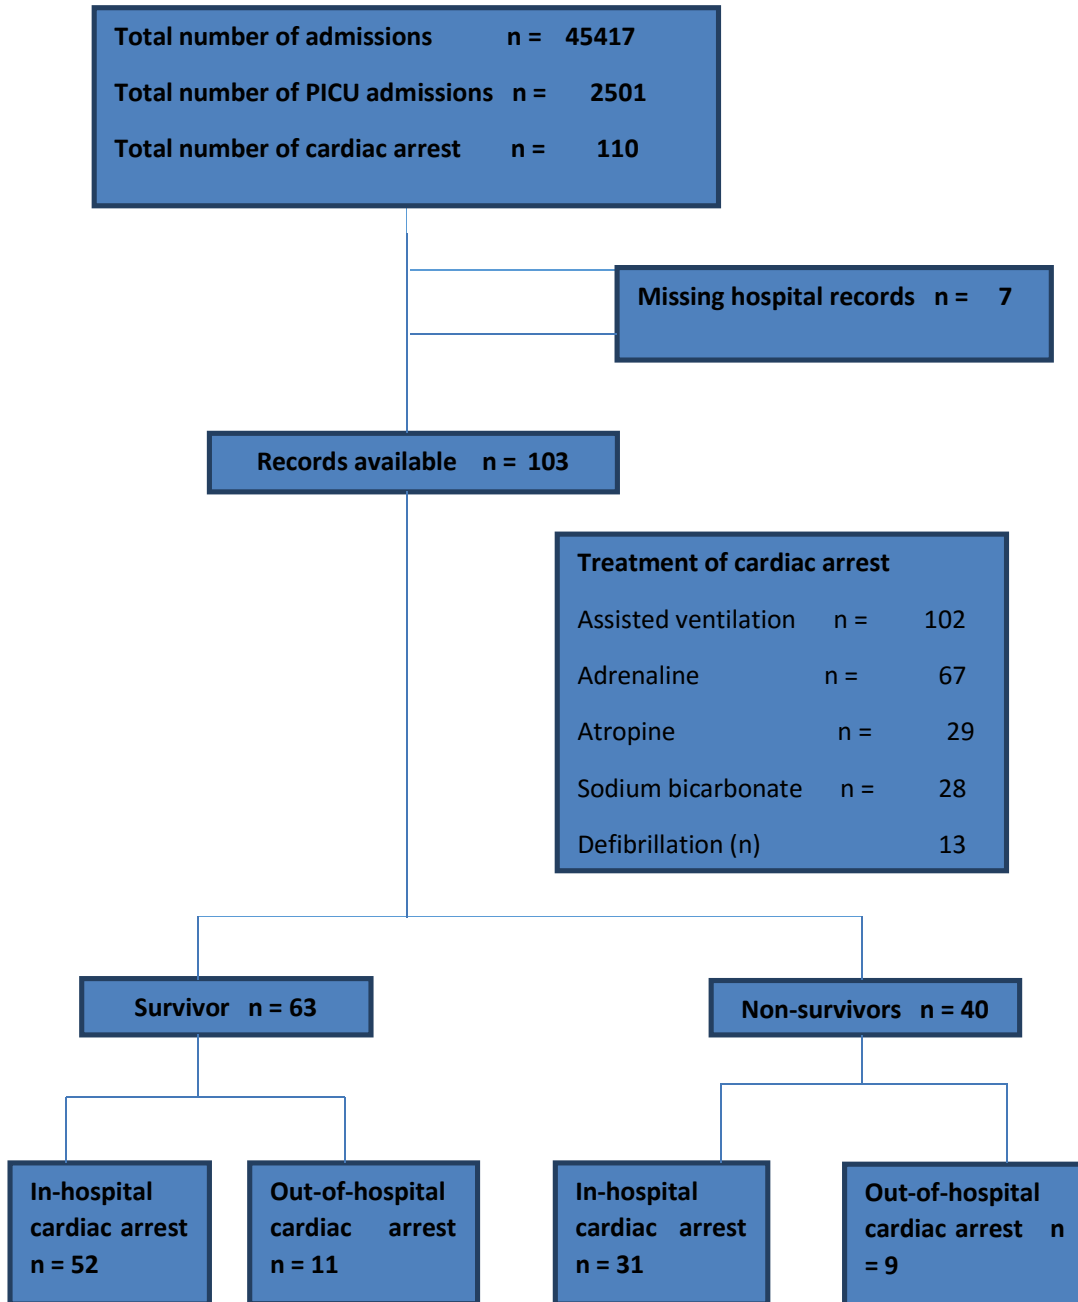 Total number of admissions n = 45417
Total number of PICU admissions n = 2501
Total number of cardiac arrest n = 110
Missing hospital records n = 7
Records available n = 103
Treatment of cardiac arrest
Assisted ventilation n = 102
Adrenaline n = 67
Atropine n = 29
Sodium bicarbonate n = 28
Defibrillation (n) 13
Survivor n = 63
Non-survivors n = 40
In-hospital
cardiac arrest
n = 52
Out-of-hospital
cardiac arrest
n = 11
In-hospital
cardiac arrest
n = 31
Out-of-hospital
cardiac arrest n
= 9